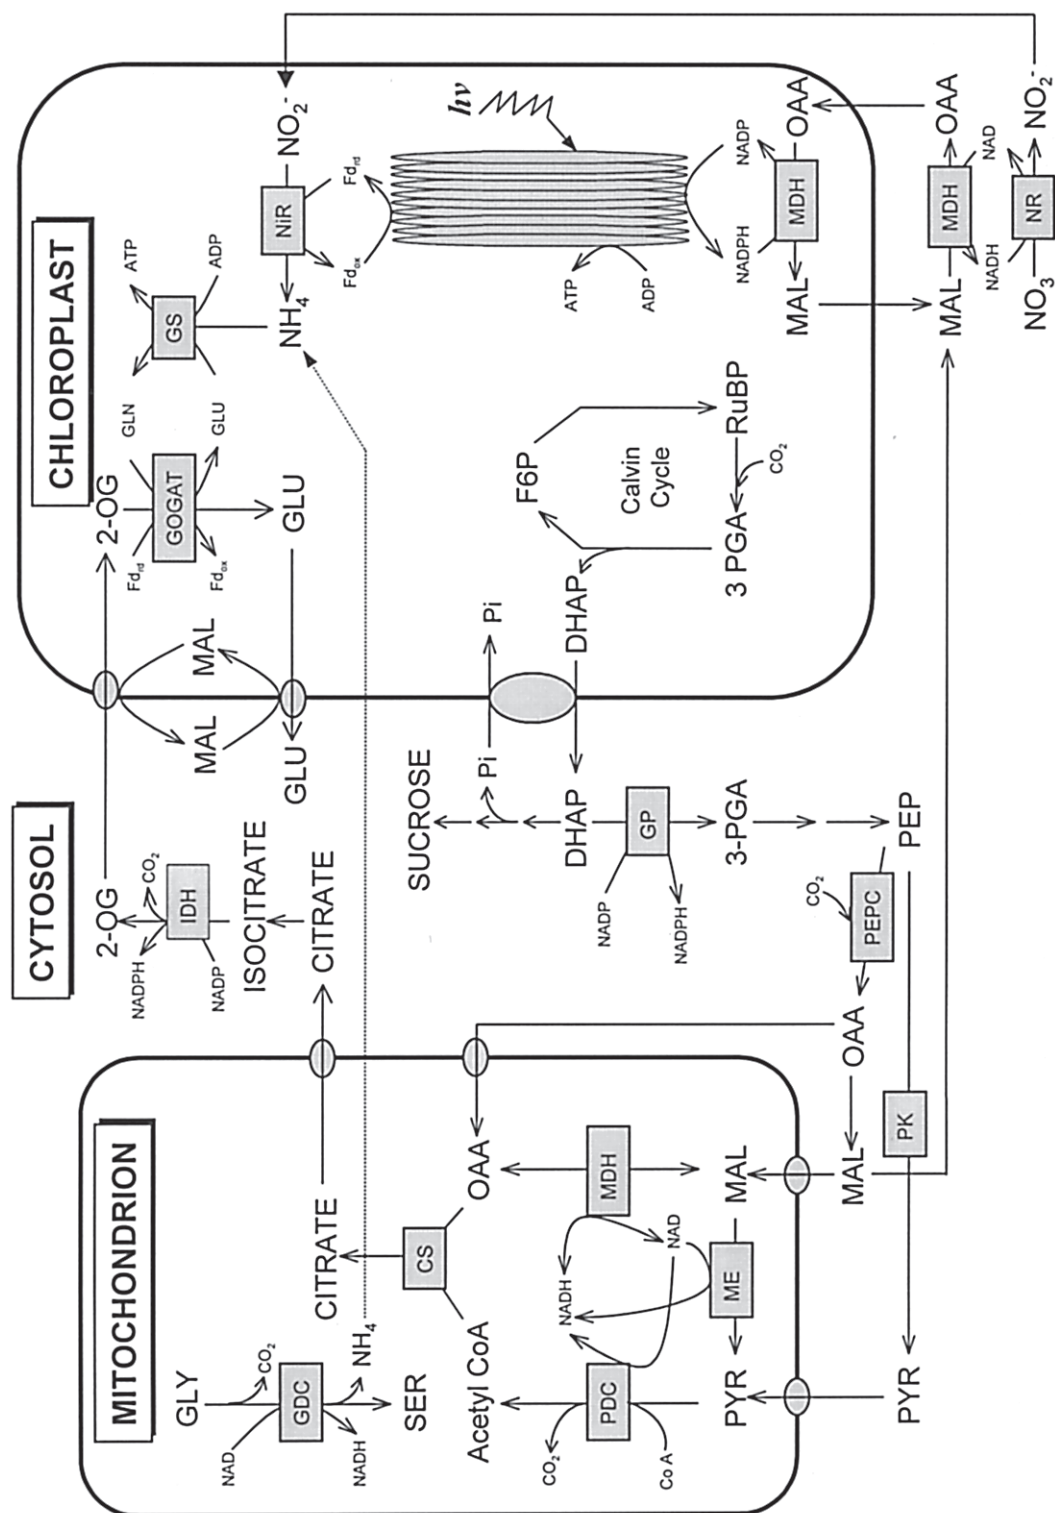 MITOCHONDRION
CYTOSOL
CHLOROPLAST
GLY
NAD
CO2
GDC
NADH
NH4
SER
CITRATE
CS
Acetyl CoA
OAA
CO2
PDC
Co A
NADH
NAD
MDH
ME
PYR
MAL
PYR
MAL
OAA
PK
PEPC
CO2
PEP
CITRATE
ISOCITRATE
NADP
IDH
NADPH
CO2
2-OG
SUCROSE
Pi
DHAP
NADP
GP
NADPH
3-PGA
MAL
GLU
MAL
2-OG
Fdrd
GLN
GOGAT
Fdox
GLU
GLU
ATP
GS
ADP
NH4
NiR
NO2-
Fdox
Fdrd
hν
ATP
ADP
NADPH
NADP
MAL
MDH
OAA
Pi
DHAP
F6P
Calvin
Cycle
3 PGA
RuBP
CO2
MAL
MDH
OAA
NADH
NAD
NO3
NR
NO2-